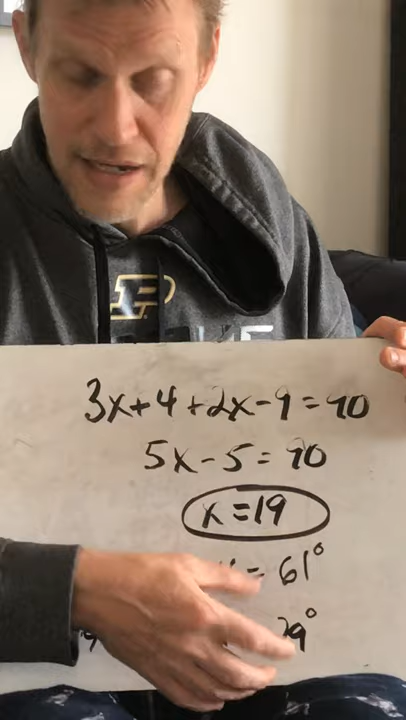 P
3x+4+2x-9=90
5x-5=90
x=19
= 61°
29°